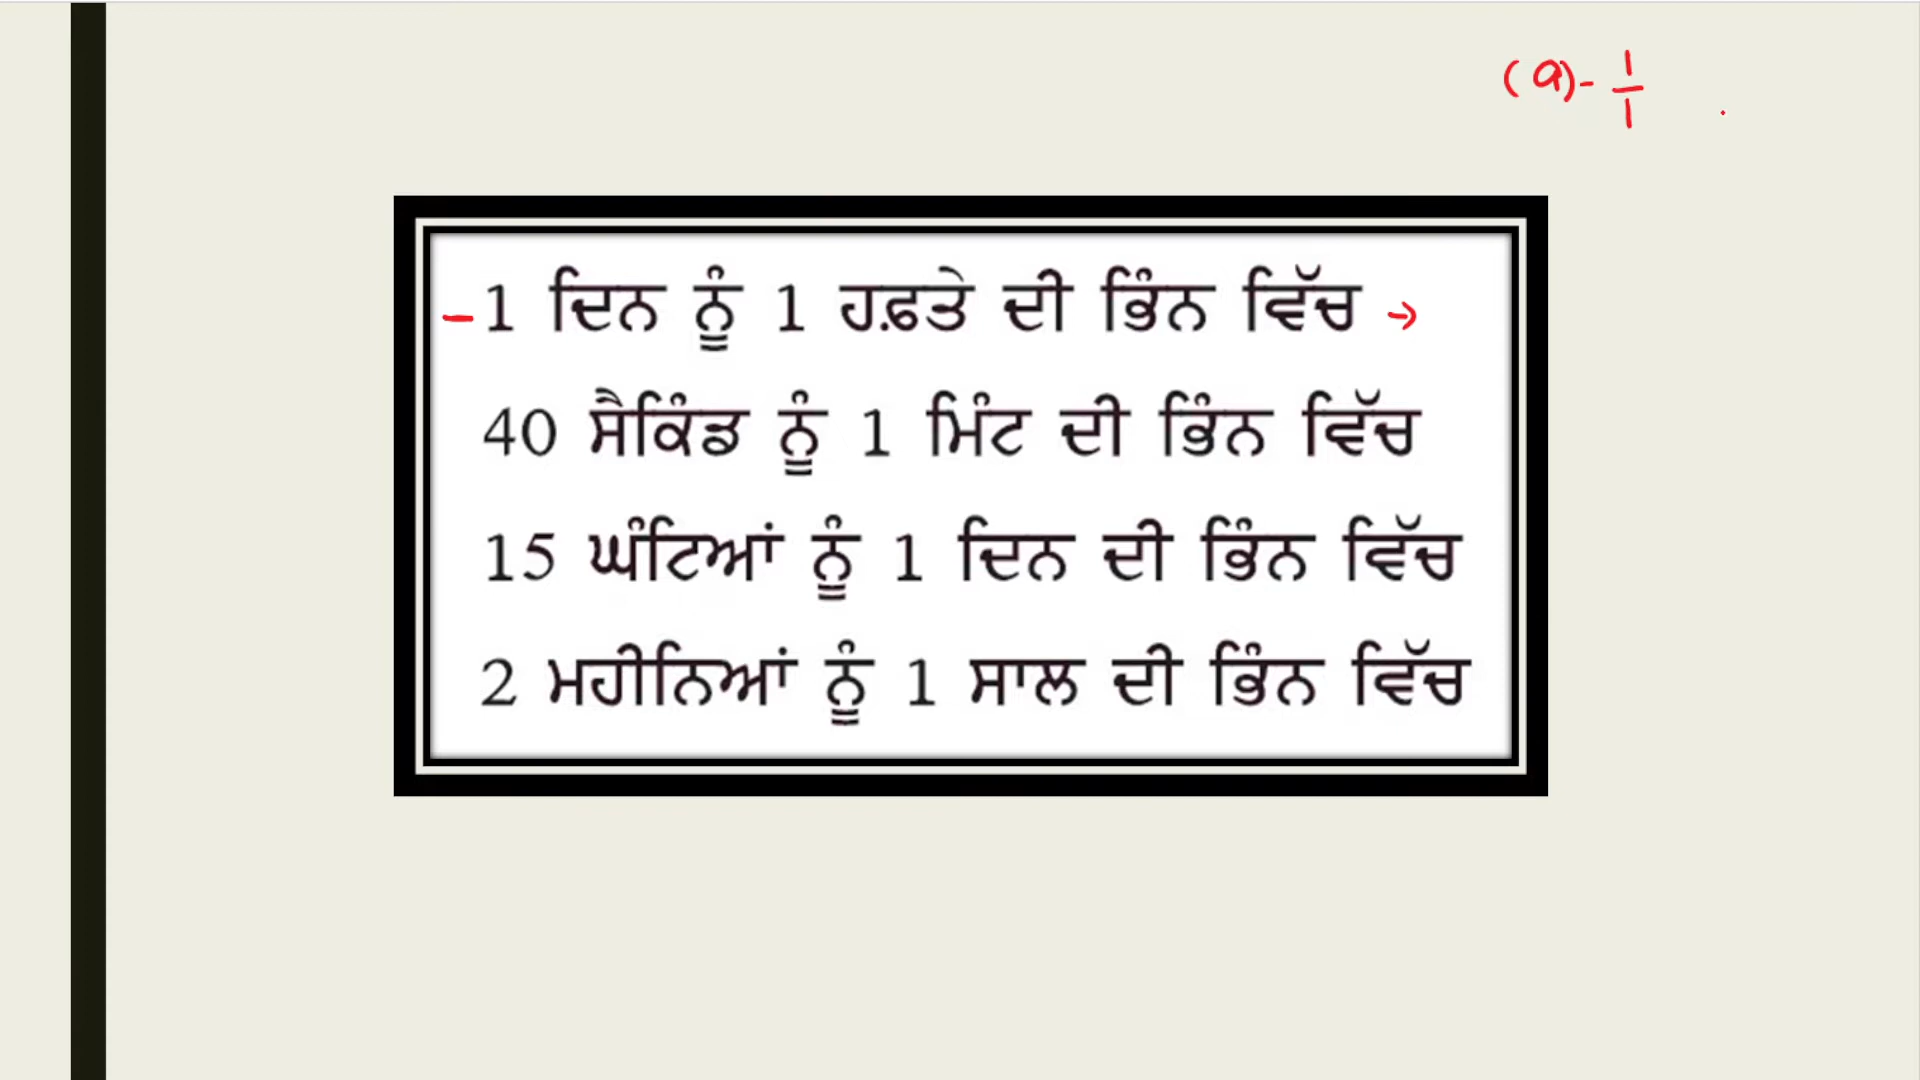 (a)- 1/1
- 1 ਦਿਨ ਨੂੰ 1 ਹਫ਼ਤੇ ਦੀ ਭਿੰਨ ਵਿੱਚ →
40 ਸੈਕਿੰਡ ਨੂੰ 1 ਮਿੰਟ ਦੀ ਭਿੰਨ ਵਿੱਚ
15 ਘੰਟਿਆਂ ਨੂੰ 1 ਦਿਨ ਦੀ ਭਿੰਨ ਵਿੱਚ
2 ਮਹੀਨਿਆਂ ਨੂੰ 1 ਸਾਲ ਦੀ ਭਿੰਨ ਵਿੱਚ